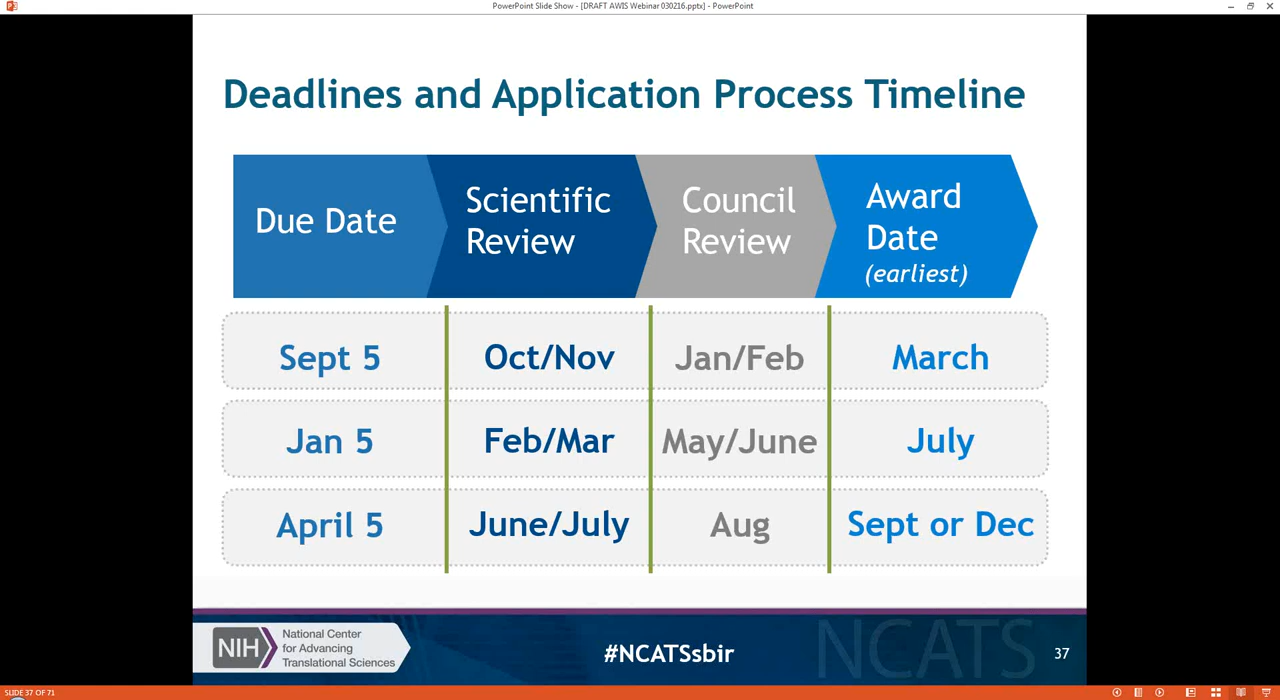 PowerPoint Slide Show - [DRAFT AWIS Webinar 030216.pptx] - PowerPoint
Deadlines and Application Process Timeline
Due Date
Scientific
Review
Council
Review
Award
Date
(earliest)
Sept 5
Oct/Nov
Jan/Feb
March
Jan 5
Feb/Mar
May/June
July
April 5
June/July
Aug
Sept or Dec
NIH
National Center
for Advancing
Translational Sciences
#NCATSsbir
NCATS
37
SLIDE 37 OF 71